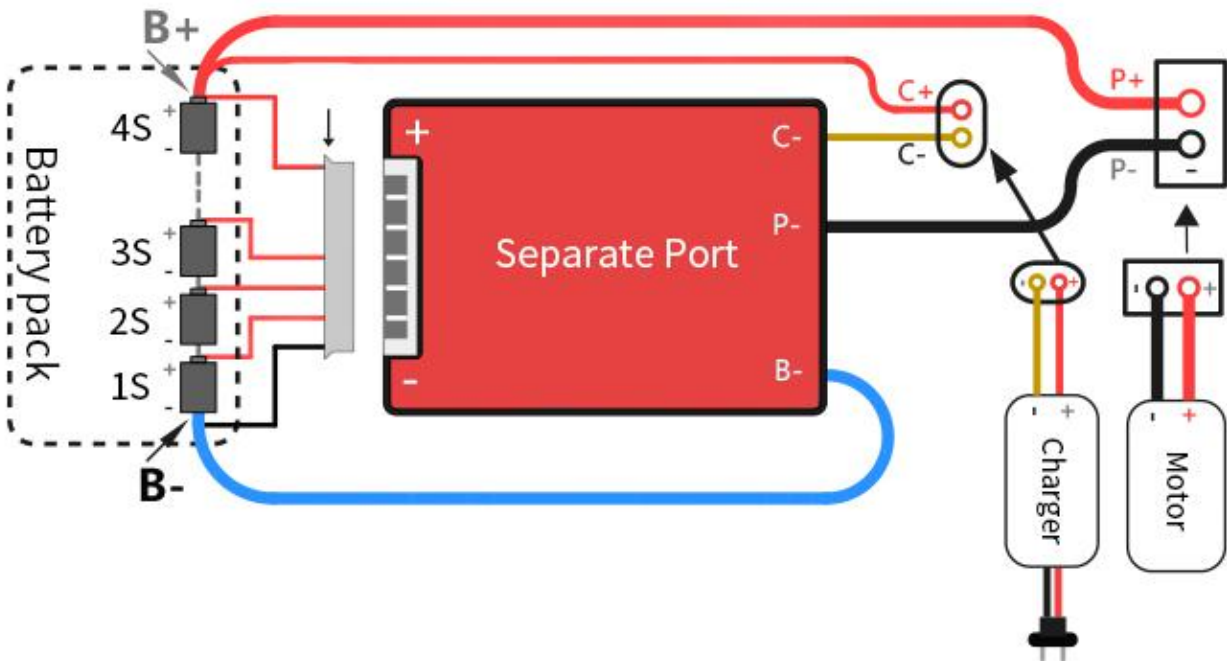 B+
P+
C+
+
4S
-
+
C-
C-
P-
-
Battery pack
+
3S
-
P-
Separate Port
+
2S
-
- +
- +
+
1S
-
-
B-
B-
- +
Charger
- +
Motor